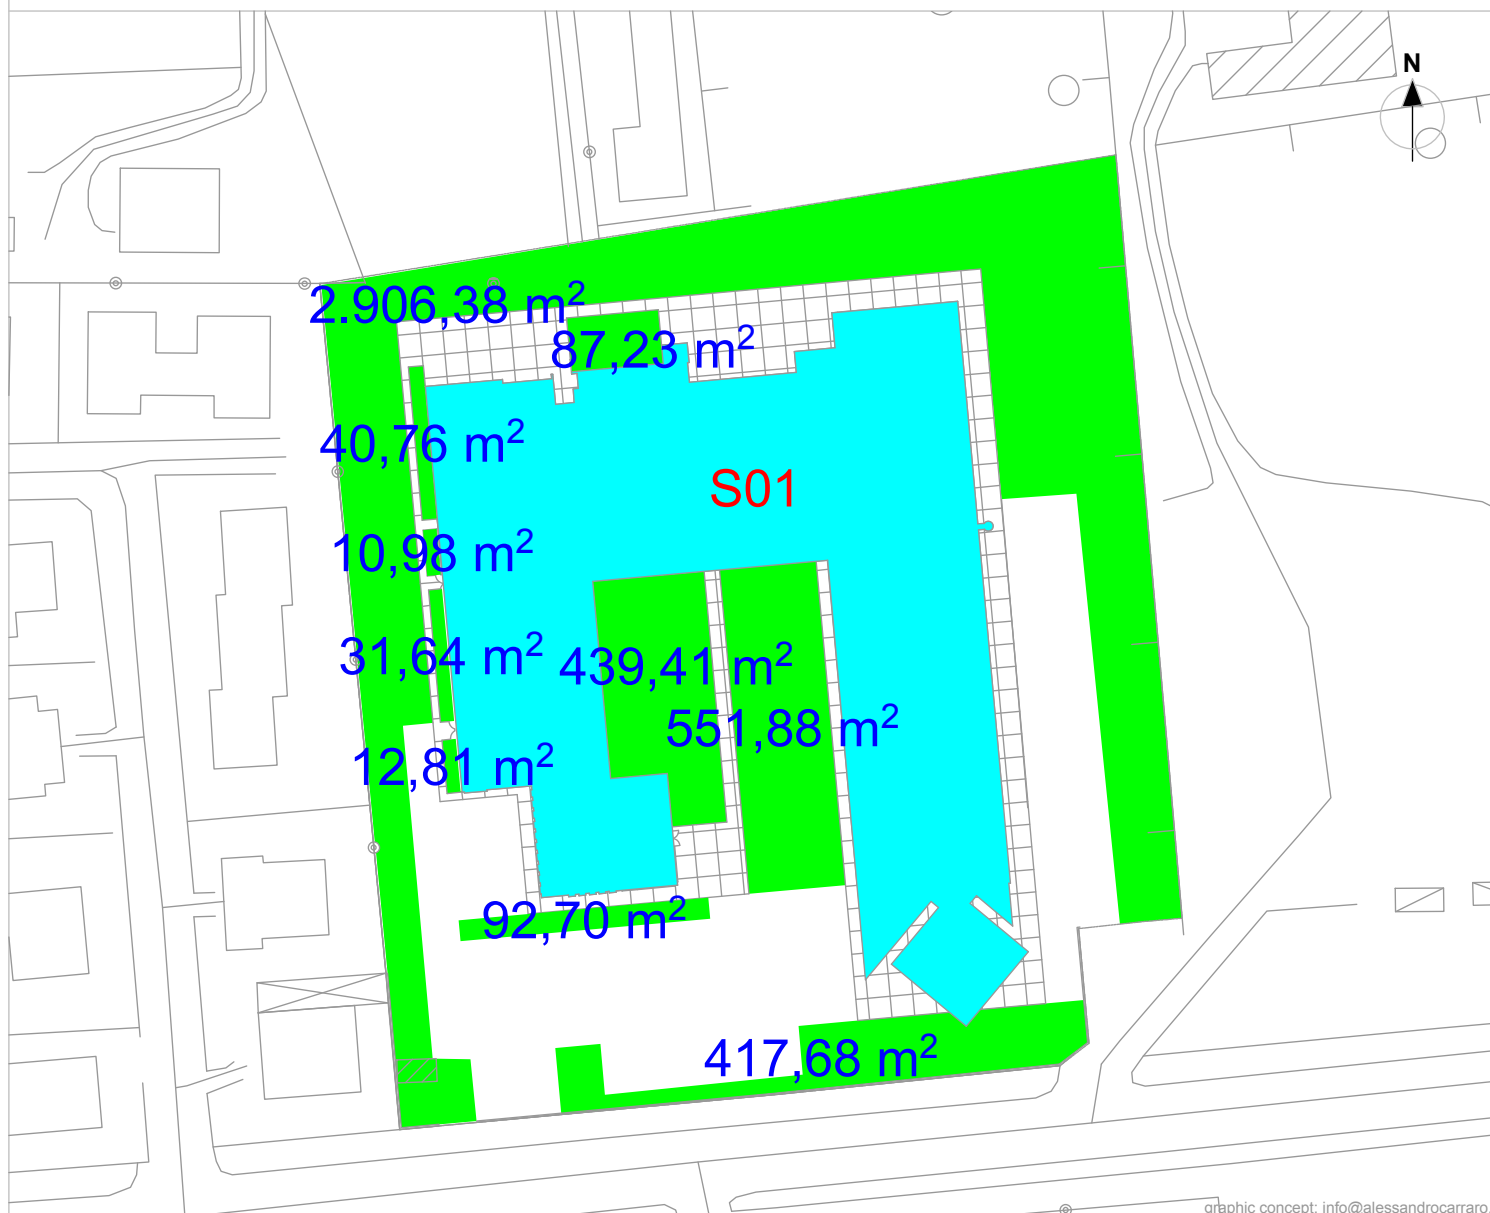 N
2.906,38 m²
87,23 m²
40,76 m²
S01
10,98 m²
31,64 m²
439,41 m²
551,88 m²
12,81 m²
92,70 m²
417,68 m²
graphic concept: info@alessandrocarraro.